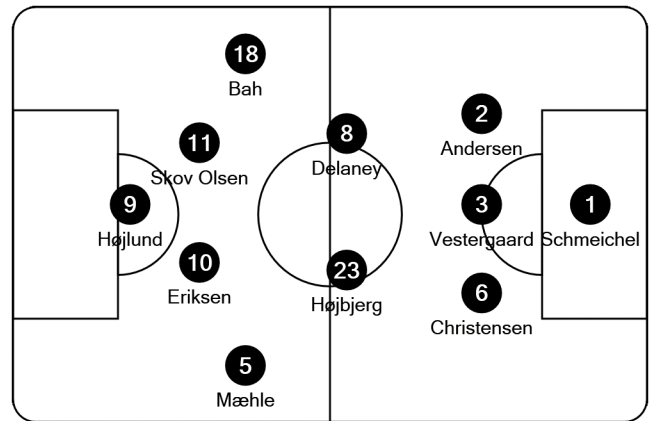 18
Bah
2
Andersen
8
Delaney
11
Skov Olsen
9
Højlund
3
Vestergaard
1
Schmeichel
10
Eriksen
23
Højbjerg
6
Christensen
5
Mæhle